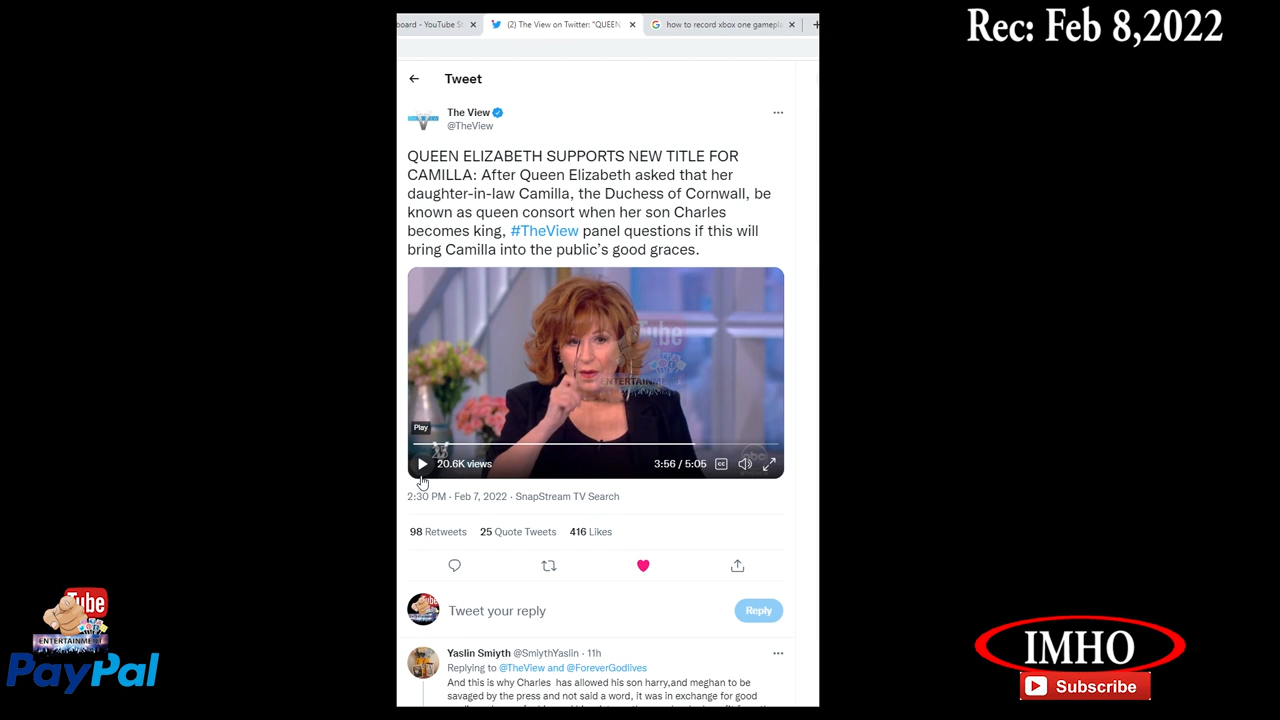 Rec: Feb 8,2022
board - YouTube St
(2) The View on Twitter: "QUEEN
how to record xbox one gamepla
Tweet
The View
@TheView
QUEEN ELIZABETH SUPPORTS NEW TITLE FOR
CAMILLA: After Queen Elizabeth asked that her
daughter-in-law Camilla, the Duchess of Cornwall, be
known as queen consort when her son Charles
becomes king, #TheView panel questions if this will
bring Camilla into the public's good graces.
Tube
ENTERTAINMENT
Play
20.6K views
3:56 / 5:05
CC
abc
2:30 PM · Feb 7, 2022 · SnapStream TV Search
98 Retweets 25 Quote Tweets 416 Likes
Tweet your reply
Reply
Yaslin Smiyth @SmiythYaslin · 11h
Replying to @TheView and @ForeverGodlives
And this is why Charles has allowed his son harry,and meghan to be
savaged by the press and not said a word, it was in exchange for good
Tube
ENTERTAINMENT
PayPal
IMHO
Subscribe